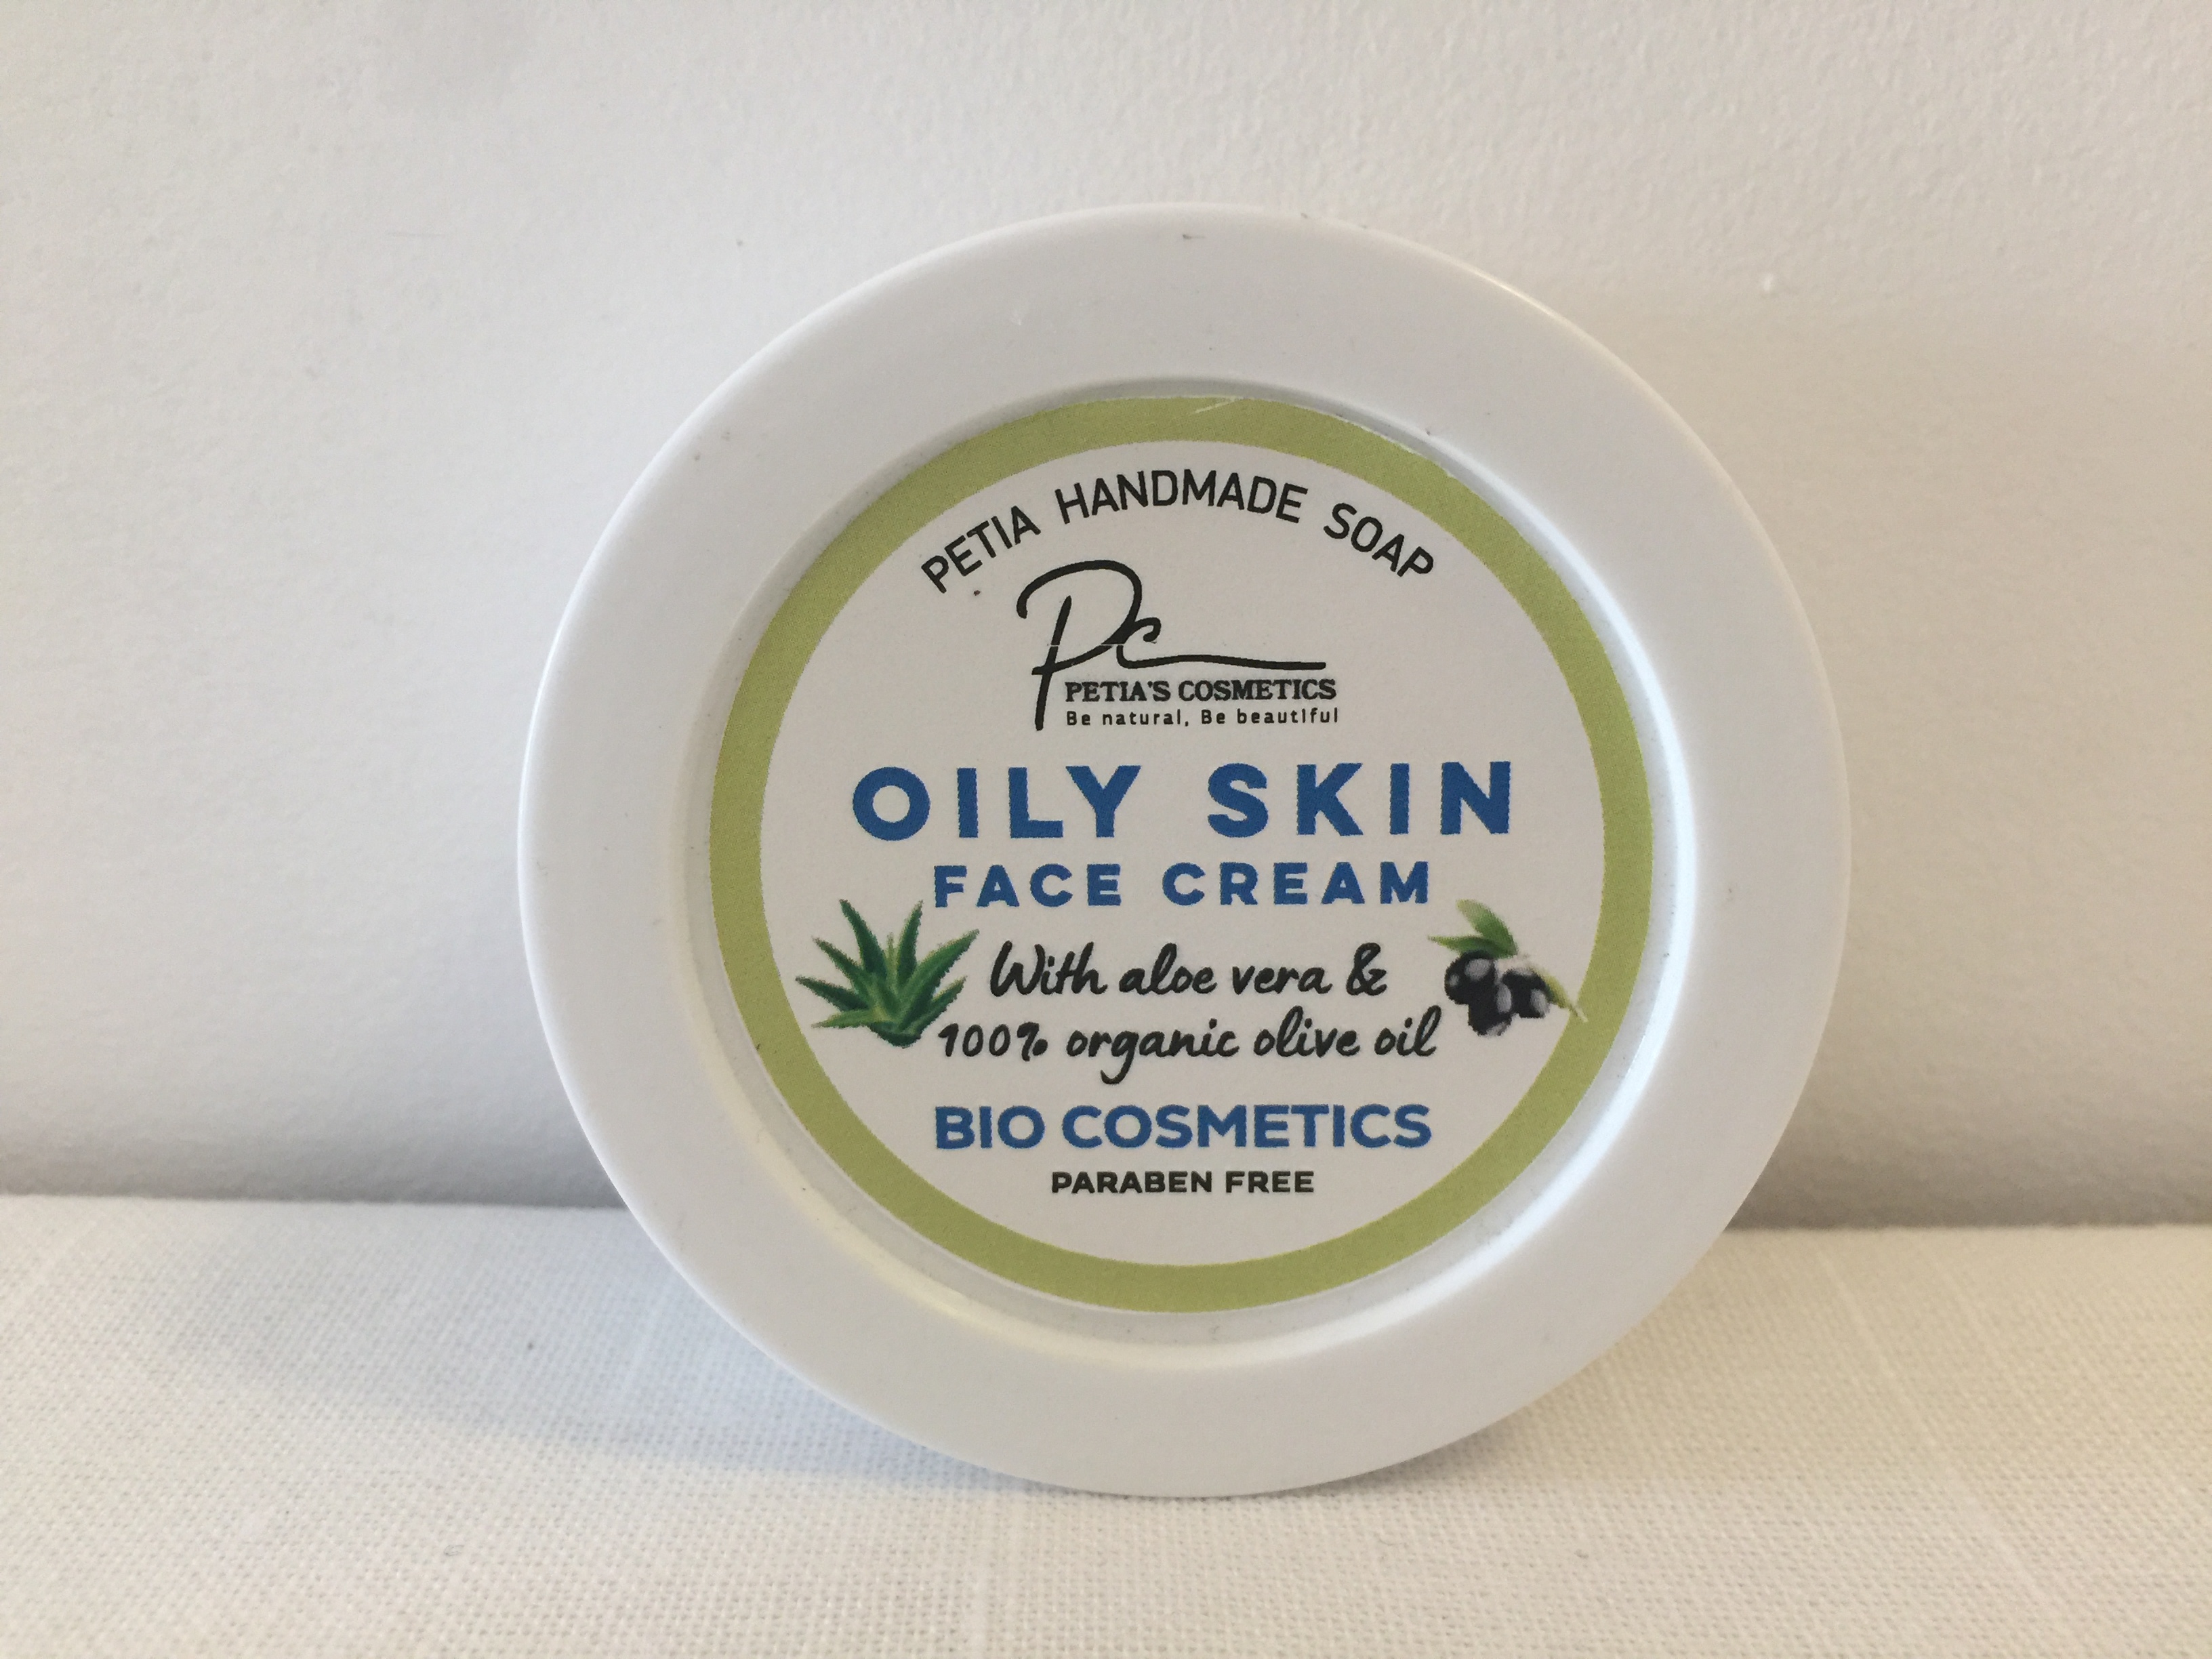 PETIA HANDMADE SOAP
Pc
PETIA'S COSMETICS
Be natural, Be beautiful
OILY SKIN
FACE CREAM
With aloe vera &
100% organic olive oil
BIO COSMETICS
PARABEN FREE